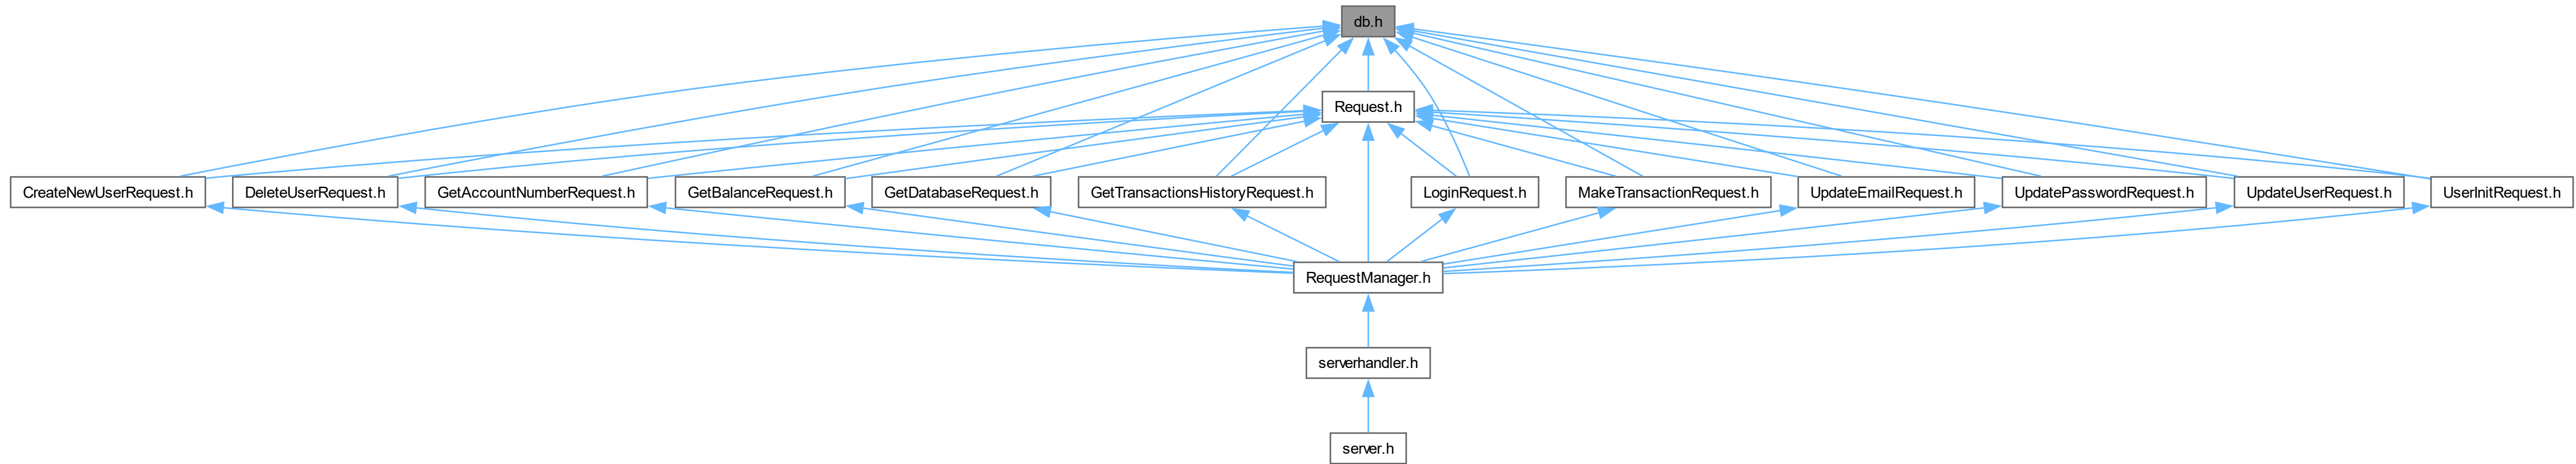 db.h
Request.h
CreateNewUserRequest.h
DeleteUserRequest.h
GetAccountNumberRequest.h
GetBalanceRequest.h
GetDatabaseRequest.h
GetTransactionsHistoryRequest.h
LoginRequest.h
MakeTransactionRequest.h
UpdateEmailRequest.h
UpdatePasswordRequest.h
UpdateUserRequest.h
UserInitRequest.h
RequestManager.h
serverhandler.h
server.h